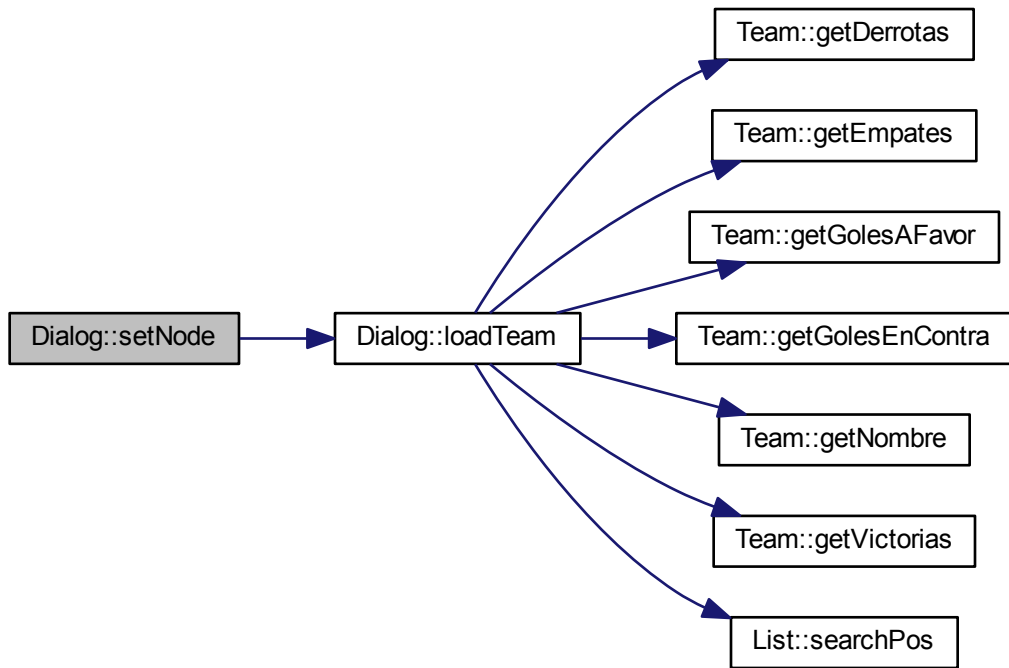 Team::getDerrotas
Team::getEmpates
Team::getGolesAFavor
Dialog::setNode
Dialog::loadTeam
Team::getGolesEnContra
Team::getNombre
Team::getVictorias
List::searchPos